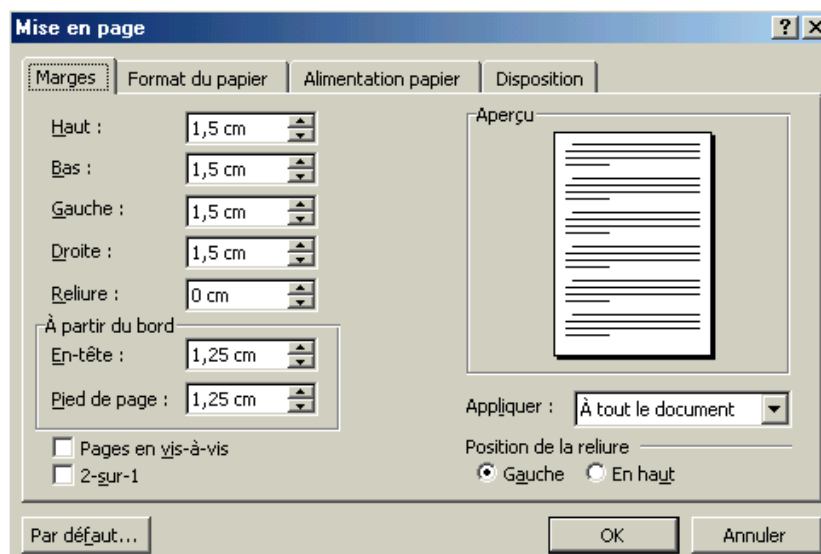 Mise en page
Marges Format du papier Alimentation papier Disposition
Haut : 1,5 cm
Bas : 1,5 cm
Gauche : 1,5 cm
Droite : 1,5 cm
Reliure : 0 cm
À partir du bord
En-tête : 1,25 cm
Pied de page : 1,25 cm
Pages en vis-à-vis
2-sur-1
Aperçu
Appliquer : À tout le document
Position de la reliure
Gauche En haut
Par défaut... OK Annuler